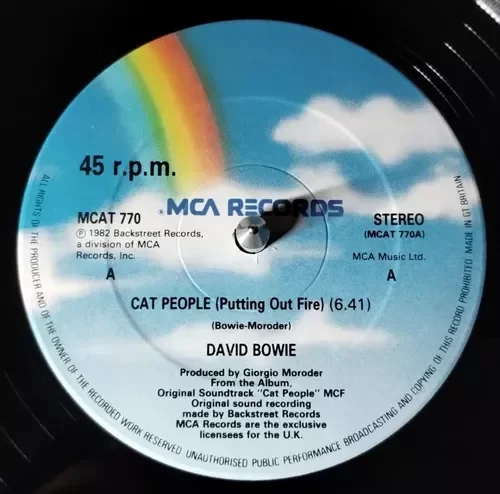 45 r.p.m.
MCA RECORDS
MCAT 770
℗ 1982 Backstreet Records,
a division of MCA
Records, Inc.
A
STEREO
(MCAT 770A)
MCA Music Ltd.
A
CAT PEOPLE (Putting Out Fire) (6.41)
(Bowie-Moroder)
DAVID BOWIE
Produced by Giorgio Moroder
From the Album,
Original Soundtrack "Cat People" MCF
Original sound recording
made by Backstreet Records
MCA Records are the exclusive
licensees for the U.K.
ALL RIGHTS OF THE PRODUCER AND OF THE OWNER OF THE RECORDED WORK RESERVED UNAUTHORISED PUBLIC PERFORMANCE BROADCASTING AND COPYING OF THIS RECORD PROHIBITED MADE IN GT BRITAIN